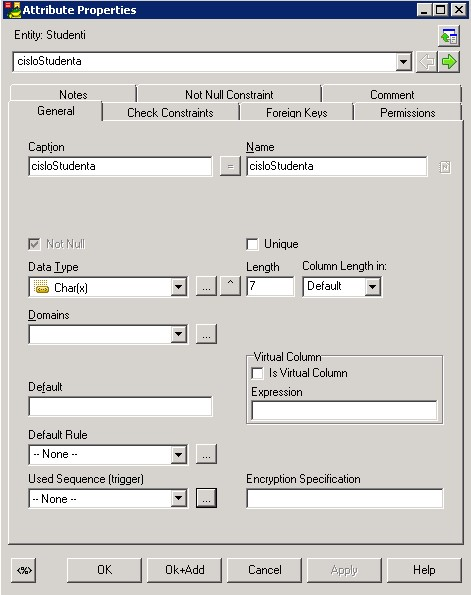 Attribute Properties
Entity: Studenti
cisloStudenta
Notes Not Null Constraint Comment
General Check Constraints Foreign Keys Permissions
Caption Name
cisloStudenta = cisloStudenta
Not Null Unique
Data Type Length Column Length in:
Char(x) ... ^ 7 Default
Domains
...
Virtual Column
Is Virtual Column
Default Expression
Default Rule
-- None -- ...
Used Sequence (trigger) Encryption Specification
-- None -- ...
<%> OK Ok+Add Cancel Apply Help